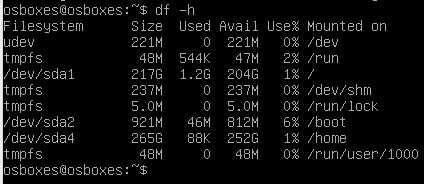 osboxes@osboxes:~$ df -h
Filesystem      Size  Used Avail Use% Mounted on
udev            221M     0  221M   0% /dev
tmpfs            48M  544K   47M   2% /run
/dev/sda1       217G  1.2G  204G   1% /
tmpfs           237M     0  237M   0% /dev/shm
tmpfs           5.0M     0  5.0M   0% /run/lock
/dev/sda2       921M   46M  812M   6% /boot
/dev/sda4       265G   88K  252G   1% /home
tmpfs            48M     0   48M   0% /run/user/1000
osboxes@osboxes:~$